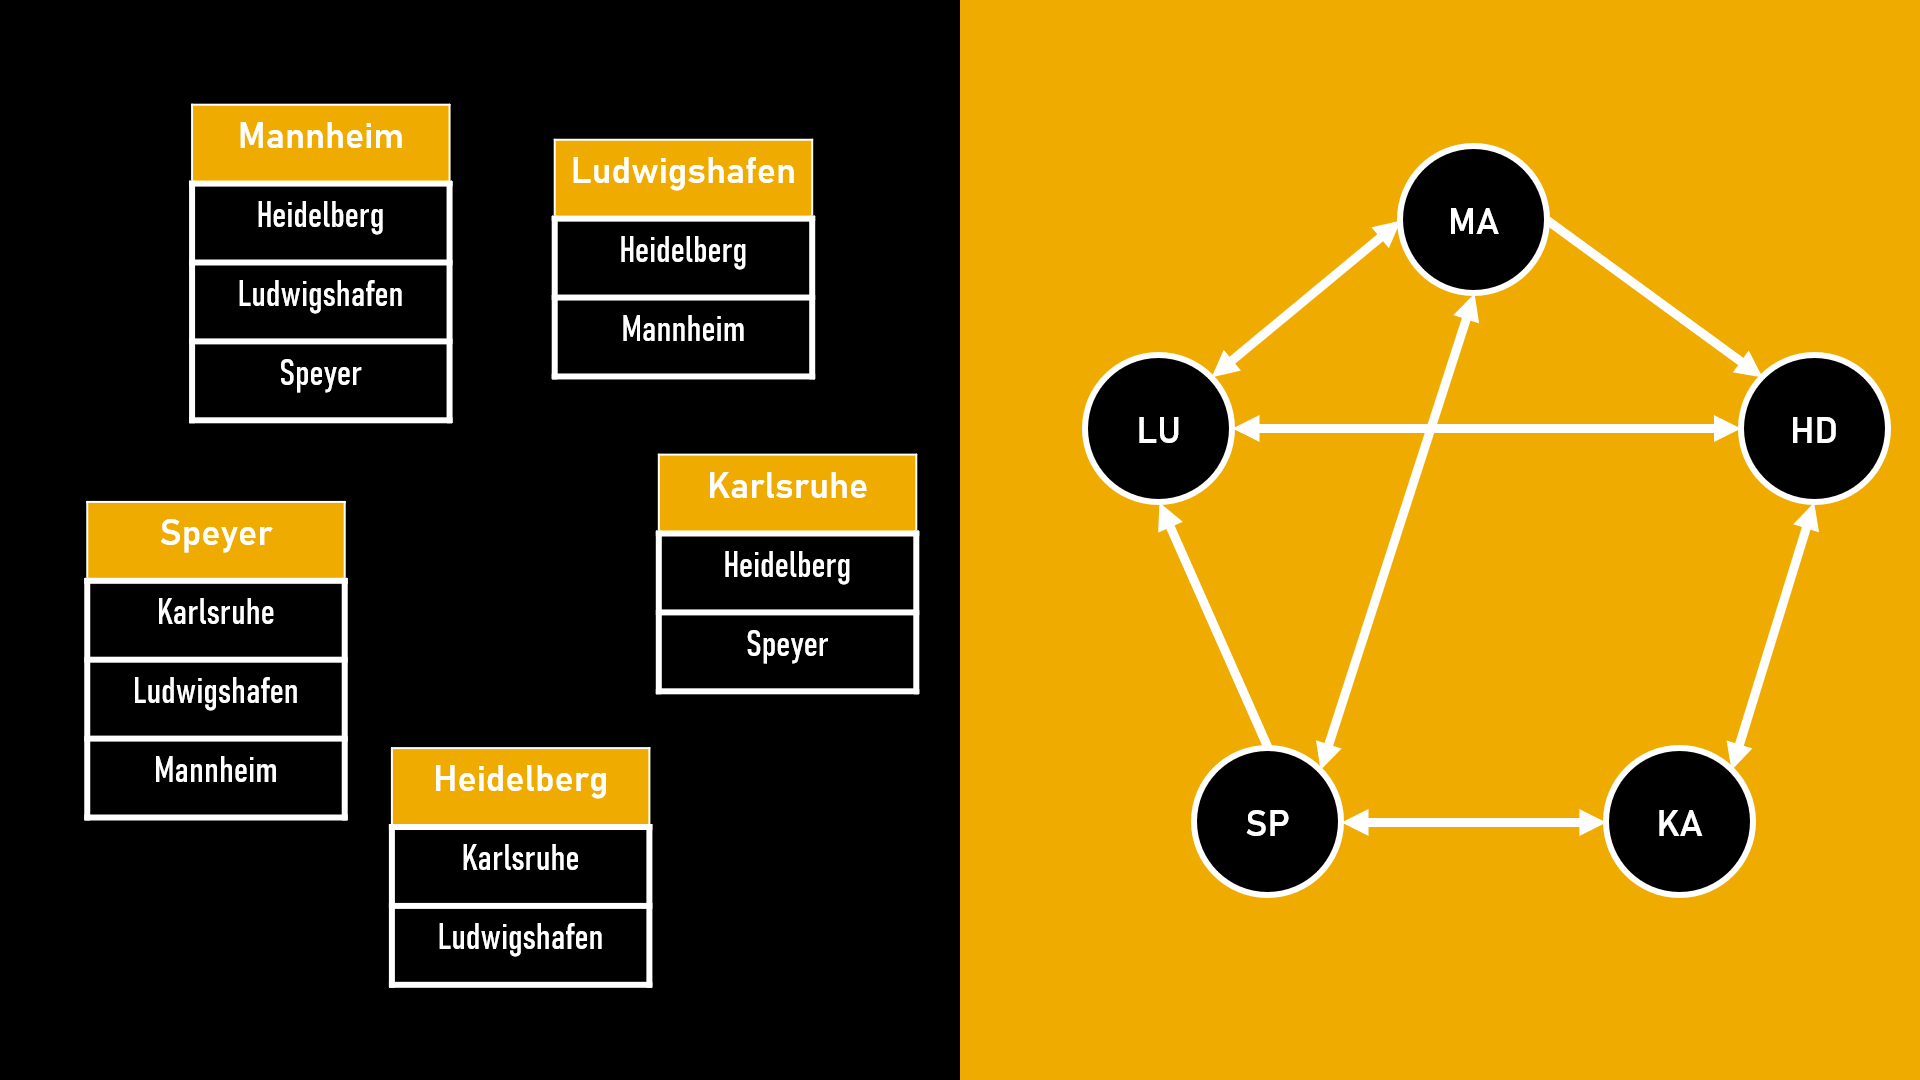 Mannheim
Heidelberg
Ludwigshafen
Speyer
Ludwigshafen
Heidelberg
Mannheim
Speyer
Karlsruhe
Ludwigshafen
Mannheim
Karlsruhe
Heidelberg
Speyer
Heidelberg
Karlsruhe
Ludwigshafen
MA
LU
HD
SP
KA